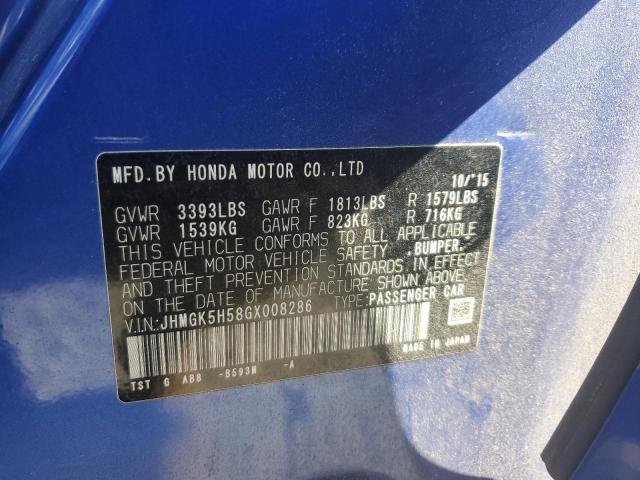 MFD.BY HONDA MOTOR CO.,LTD 10/'15
GVWR 3393LBS GAWR F 1813LBS R 1579LBS
GVWR 1539KG GAWR F 823KG R 716KG
THIS VEHICLE CONFORMS TO ALL APPLICABLE
FEDERAL MOTOR VEHICLE SAFETY, BUMPER,
AND THEFT PREVENTION STANDARDS IN EFFECT
ON THE DATE OF MANUFACTURE SHOWN ABOVE.
V.IN:JHMGK5H58GX008286 TYPE:PASSENGER CAR
MADE IN JAPAN
TST G AB8 -B593M -A